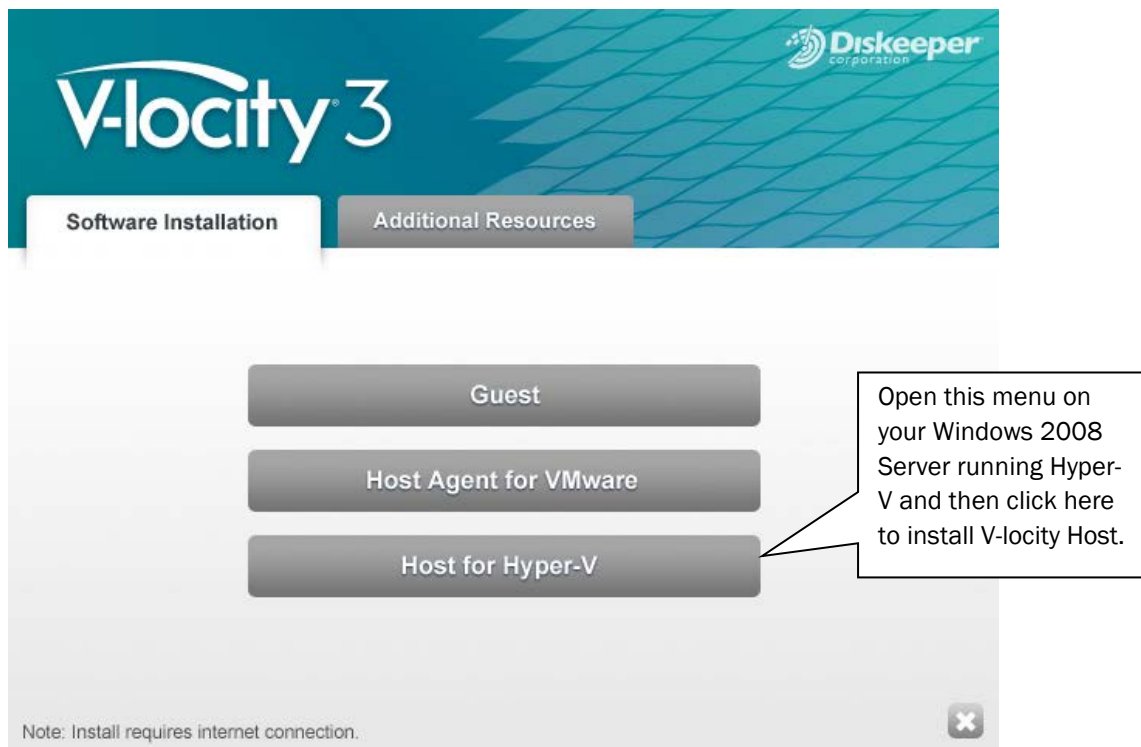 Diskeeper
corporation
V-locity® 3
Software Installation
Additional Resources
Guest
Host Agent for VMware
Host for Hyper-V
Open this menu on
your Windows 2008
Server running Hyper-
V and then click here
to install V-locity Host.
Note: Install requires internet connection.